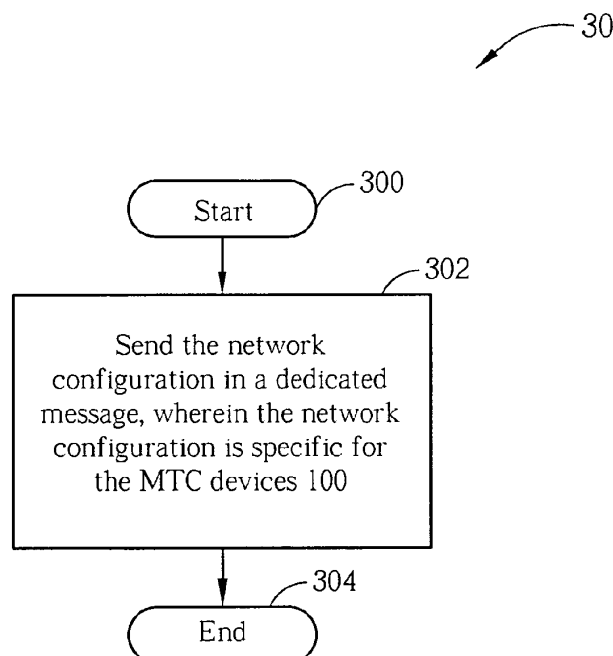 30
300
Start
302
Send the network
configuration in a dedicated
message, wherein the network
configuration is specific for
the MTC devices 100
304
End